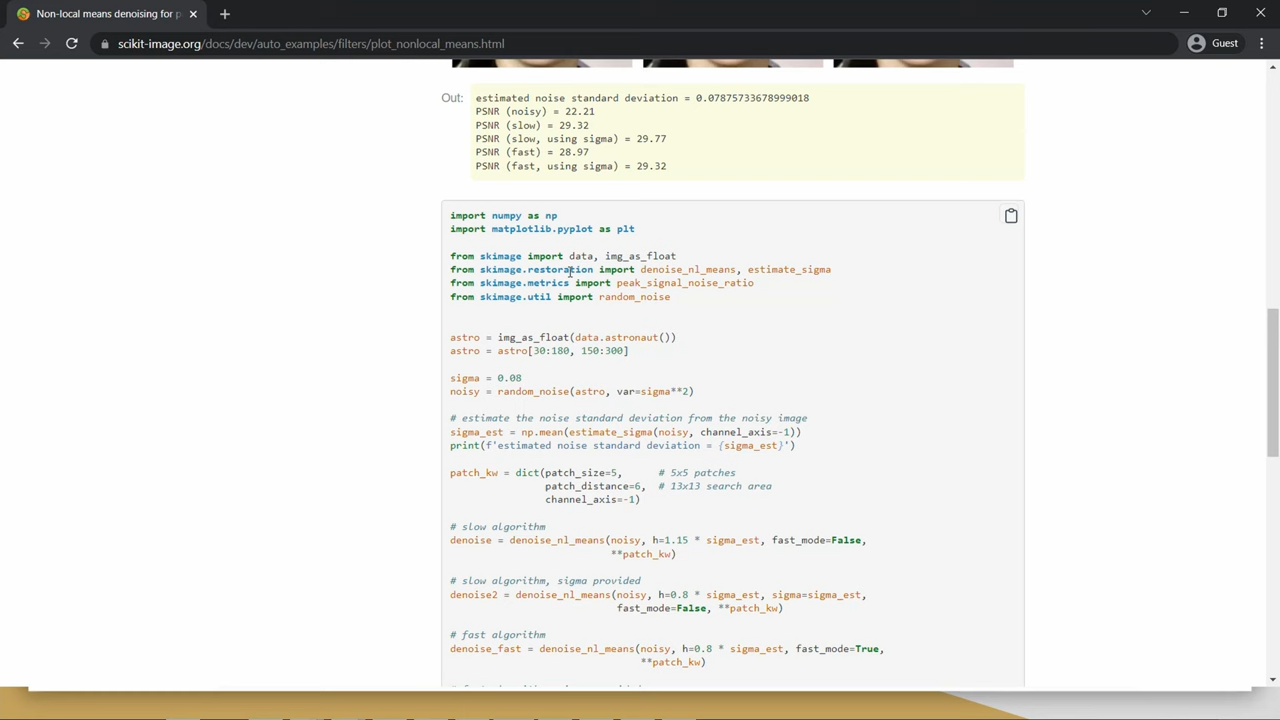 Non-local means denoising for p
scikit-image.org/docs/dev/auto_examples/filters/plot_nonlocal_means.html
Guest
Out:
estimated noise standard deviation = 0.07875733678999018
PSNR (noisy) = 22.21
PSNR (slow) = 29.32
PSNR (slow, using sigma) = 29.77
PSNR (fast) = 28.97
PSNR (fast, using sigma) = 29.32
import numpy as np
import matplotlib.pyplot as plt
from skimage import data, img_as_float
from skimage.restoration import denoise_nl_means, estimate_sigma
from skimage.metrics import peak_signal_noise_ratio
from skimage.util import random_noise
astro = img_as_float(data.astronaut())
astro = astro[30:180, 150:300]
sigma = 0.08
noisy = random_noise(astro, var=sigma**2)
# estimate the noise standard deviation from the noisy image
sigma_est = np.mean(estimate_sigma(noisy, channel_axis=-1))
print(f'estimated noise standard deviation = {sigma_est}')
patch_kw = dict(patch_size=5,      # 5x5 patches
                patch_distance=6,  # 13x13 search area
                channel_axis=-1)
# slow algorithm
denoise = denoise_nl_means(noisy, h=1.15 * sigma_est, fast_mode=False,
                           **patch_kw)
# slow algorithm, sigma provided
denoise2 = denoise_nl_means(noisy, h=0.8 * sigma_est, sigma=sigma_est,
                            fast_mode=False, **patch_kw)
# fast algorithm
denoise_fast = denoise_nl_means(noisy, h=0.8 * sigma_est, fast_mode=True,
                                **patch_kw)